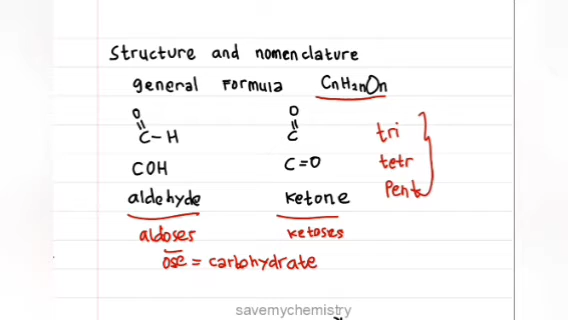 Structure and nomenclature
general formula CnH2nOn
O O
C-H C tri
COH C=O tetr
aldehyde ketone Pent
aldoses ketoses
ose = carbohydrate
savemychemistry